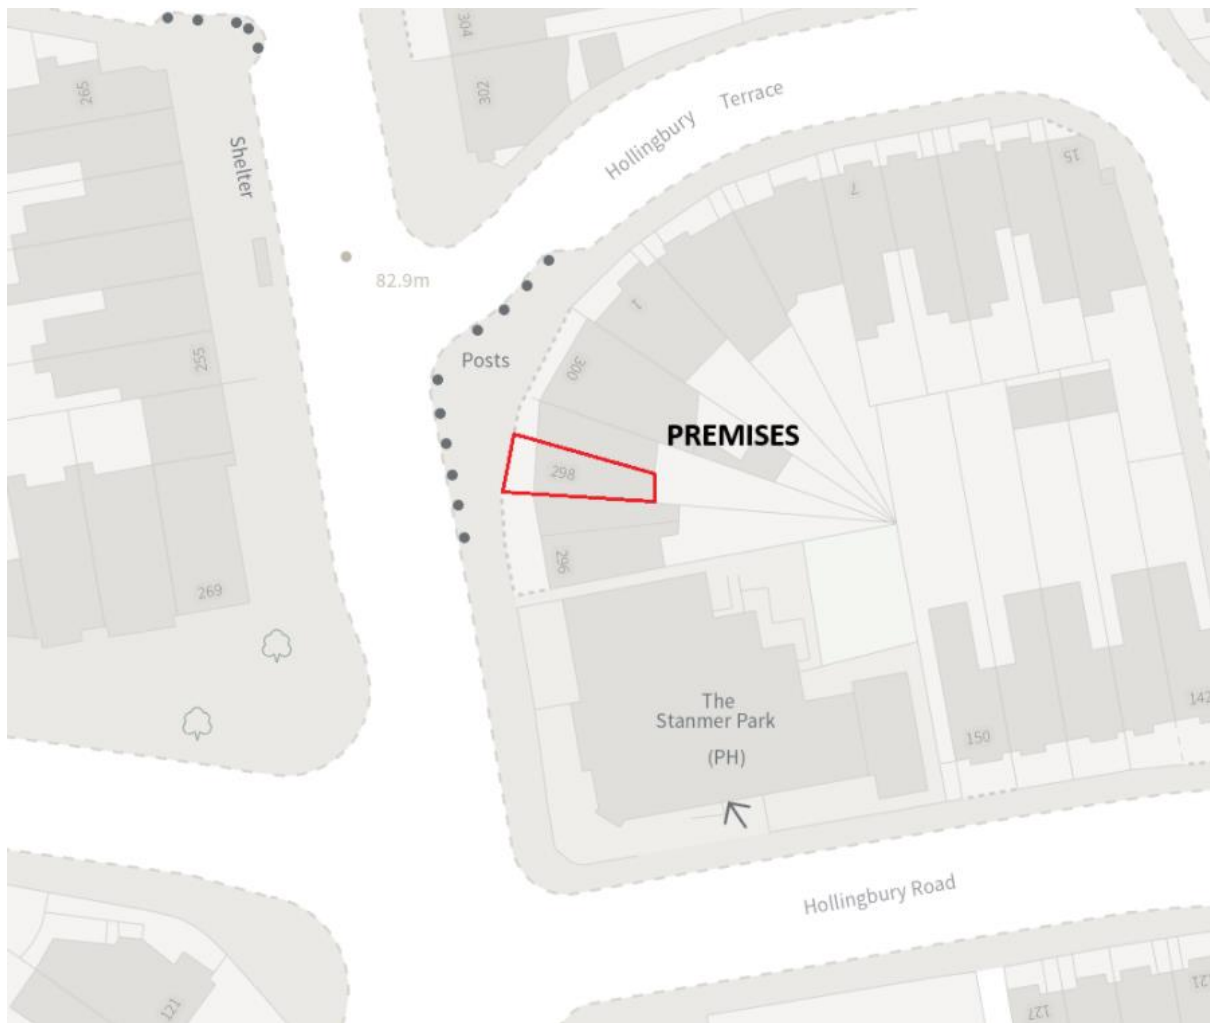 304
302
265
Hollingbury Terrace
Shelter
15
7
82.9m
1
Posts
255
300
PREMISES
298
296
269
The
Stanmer Park
(PH)
142
150
Hollingbury Road
121
127
121